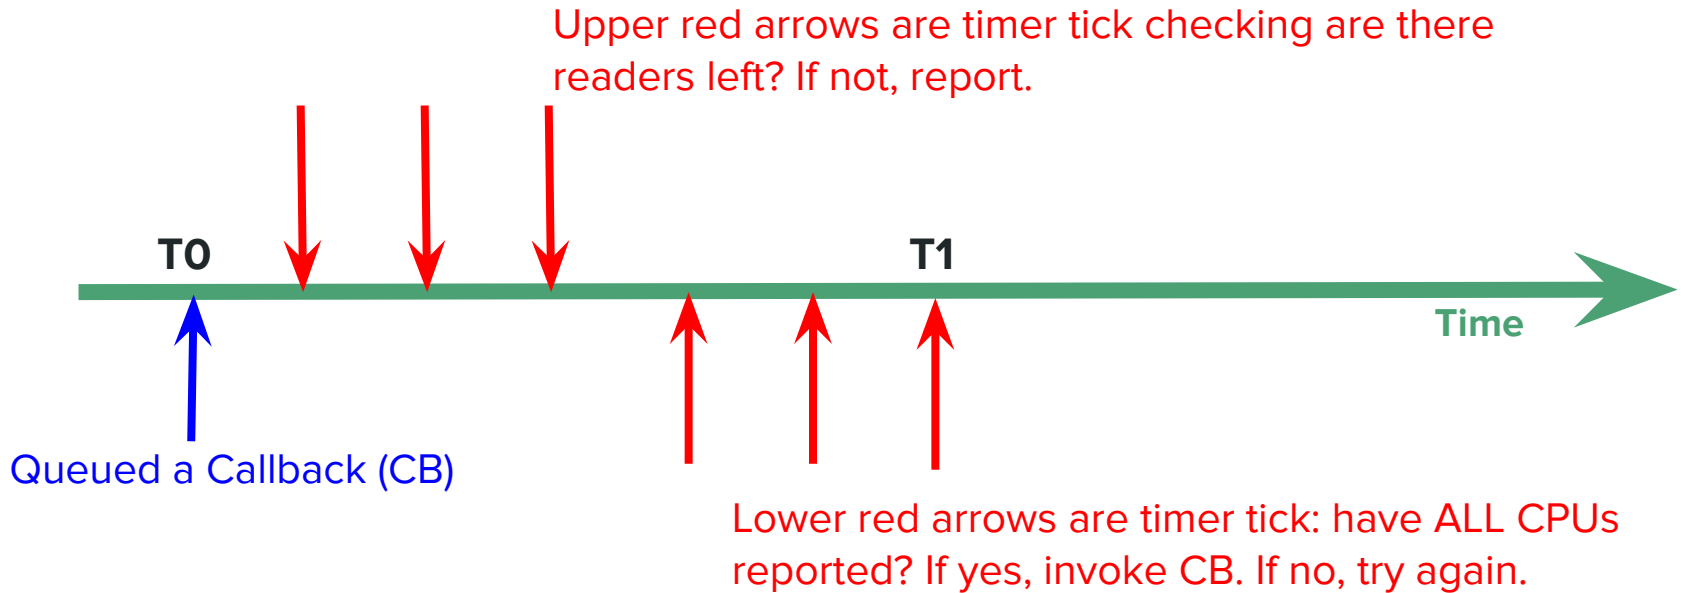 Upper red arrows are timer tick checking are there
readers left? If not, report.
T0
T1
Time
Queued a Callback (CB)
Lower red arrows are timer tick: have ALL CPUs
reported? If yes, invoke CB. If no, try again.